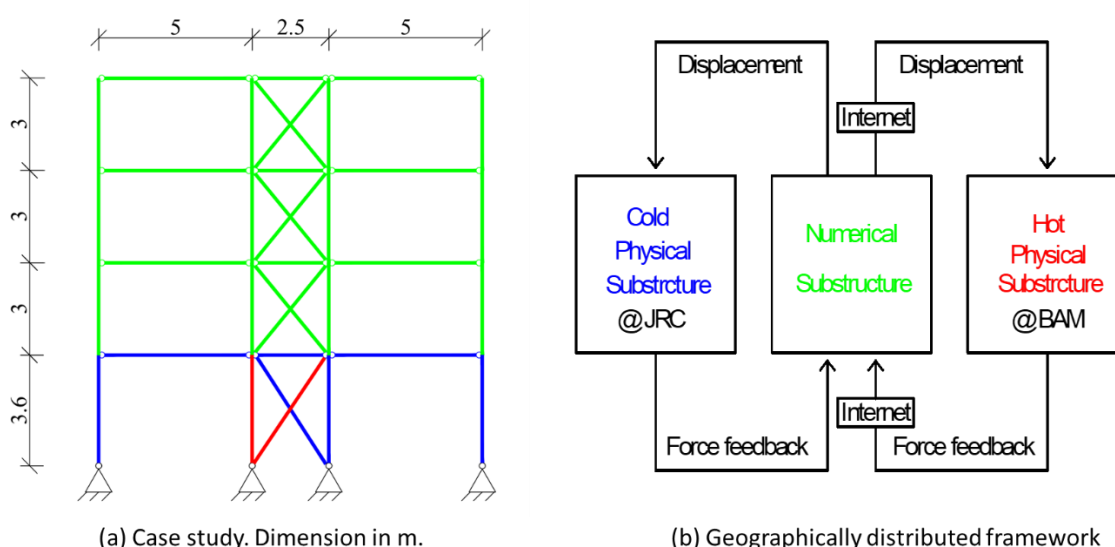 5
2.5
5
3
3
3
3.6
(a) Case study. Dimension in m.
Displacement
Displacement
Internet
Cold
Physical
Substrcture
@JRC
Numerical
Substructure
Hot
Physical
Substrcture
@BAM
Internet
Force feedback
Force feedback
(b) Geographically distributed framework